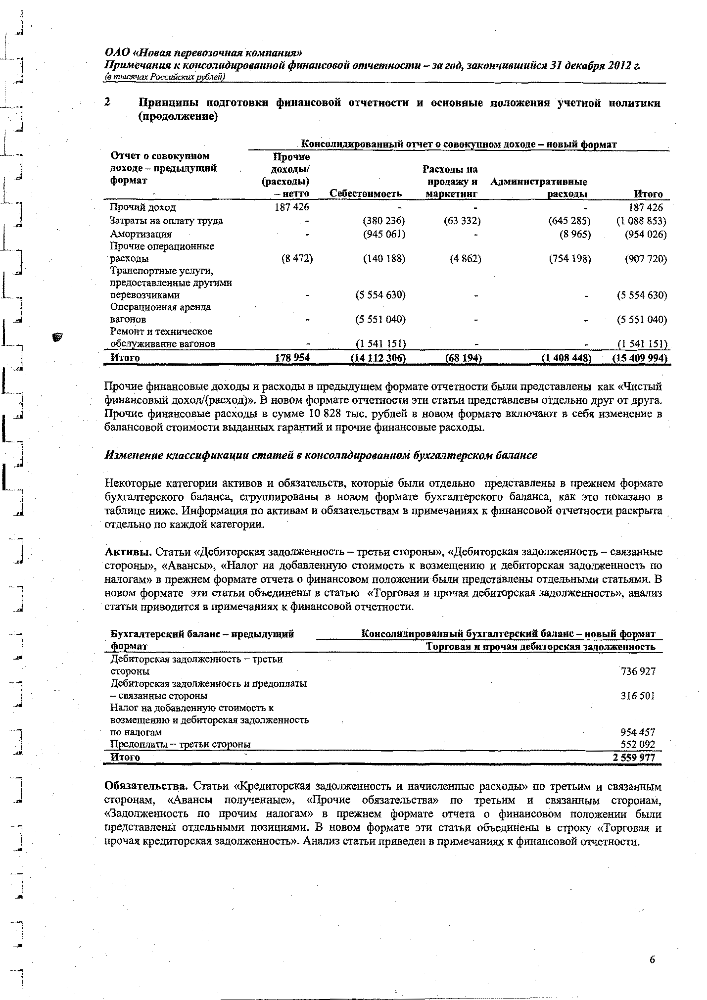 ОАО «Новая перевозочная компания»
Примечания к консолидированной финансовой отчетности – за год, закончившийся 31 декабря 2012 г.
(в тысячах Российских рублей)
2 Принципы подготовки финансовой отчетности и основные положения учетной политики
(продолжение)
Консолидированный отчет о совокупном доходе – новый формат
Отчет о совокупном Прочие
доходе – предыдущий доходы/ Расходы на
формат (расходы) продажу и Административные
– нетто Себестоимость маркетинг расходы Итого
Прочий доход 187 426 - - - 187 426
Затраты на оплату труда - (380 236) (63 332) (645 285) (1 088 853)
Амортизация - (945 061) - (8 965) (954 026)
Прочие операционные
расходы (8 472) (140 188) (4 862) (754 198) (907 720)
Транспортные услуги,
предоставленные другими
перевозчиками - (5 554 630) - - (5 554 630)
Операционная аренда
вагонов - (5 551 040) - - (5 551 040)
Ремонт и техническое
обслуживание вагонов - (1 541 151) - - (1 541 151)
Итого 178 954 (14 112 306) (68 194) (1 408 448) (15 409 994)
Прочие финансовые доходы и расходы в предыдущем формате отчетности были представлены как «Чистый
финансовый доход/(расход)». В новом формате отчетности эти статьи представлены отдельно друг от друга.
Прочие финансовые расходы в сумме 10 828 тыс. рублей в новом формате включают в себя изменение в
балансовой стоимости выданных гарантий и прочие финансовые расходы.
Изменение классификации статей в консолидированном бухгалтерском балансе
Некоторые категории активов и обязательств, которые были отдельно представлены в прежнем формате
бухгалтерского баланса, сгруппированы в новом формате бухгалтерского баланса, как это показано в
таблице ниже. Информация по активам и обязательствам в примечаниях к финансовой отчетности раскрыта
отдельно по каждой категории.
Активы. Статьи «Дебиторская задолженность – третьи стороны», «Дебиторская задолженность – связанные
стороны», «Авансы», «Налог на добавленную стоимость к возмещению и дебиторская задолженность по
налогам» в прежнем формате отчета о финансовом положении были представлены отдельными статьями. В
новом формате эти статьи объединены в статью «Торговая и прочая дебиторская задолженность», анализ
статьи приводится в примечаниях к финансовой отчетности.
Бухгалтерский баланс – предыдущий Консолидированный бухгалтерский баланс – новый формат
формат Торговая и прочая дебиторская задолженность
Дебиторская задолженность – третьи
стороны 736 927
Дебиторская задолженность и предоплаты
– связанные стороны 316 501
Налог на добавленную стоимость к
возмещению и дебиторская задолженность
по налогам 954 457
Предоплаты – третьи стороны 552 092
Итого 2 559 977
Обязательства. Статьи «Кредиторская задолженность и начисленные расходы» по третьим и связанным
сторонам, «Авансы полученные», «Прочие обязательства» по третьим и связанным сторонам,
«Задолженность по прочим налогам» в прежнем формате отчета о финансовом положении были
представлены отдельными позициями. В новом формате эти статьи объединены в строку «Торговая и
прочая кредиторская задолженность». Анализ статьи приведен в примечаниях к финансовой отчетности.
6